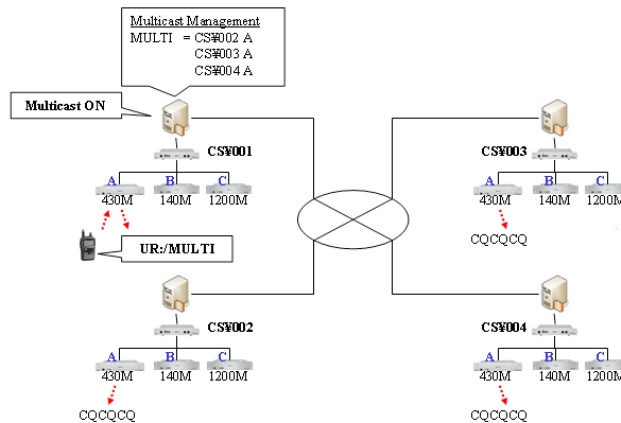 Multicast Management
MULTI = CS¥002 A
CS¥003 A
CS¥004 A
Multicast ON
CS¥001
CS¥003
A B C
430M 140M 1200M
A B C
430M 140M 1200M
UR:/MULTI
CQCQCQ
CS¥002
CS¥004
A B C
430M 140M 1200M
A B C
430M 140M 1200M
CQCQCQ
CQCQCQ